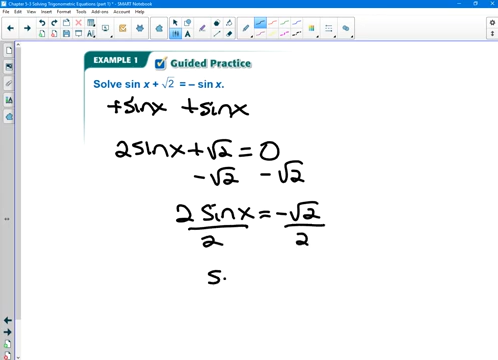 Chapter 5-3 Solving Trigonometric Equations (part 1) * - SMART Notebook
File Edit View Insert Format Tools Add-ons Help
EXAMPLE 1 Guided Practice
Solve sin x + √2 = – sin x.
+sinx +sinx
2sinx+√2 = 0
-√2 -√2
2 sinx = -√2
2 2
s